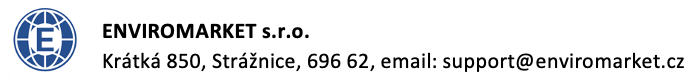 E
ENVIROMARKET s.r.o.
Krátká 850, Strážnice, 696 62, email: support@enviromarket.cz